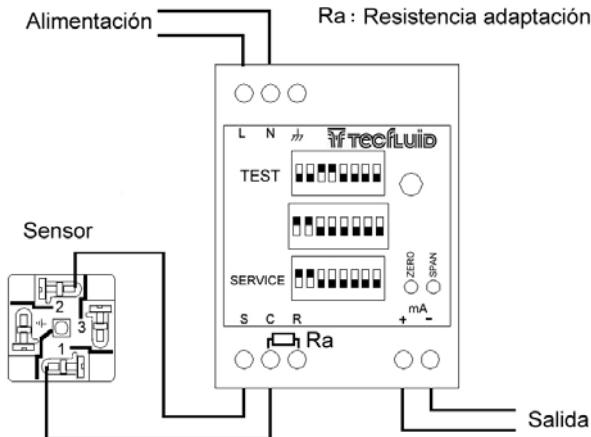 Alimentación
Ra: Resistencia adaptación
L N
TECFLUID
TEST
Sensor
2
3
1
SERVICE
ZERO
SPAN
mA
S C R
+ -
Ra
Salida